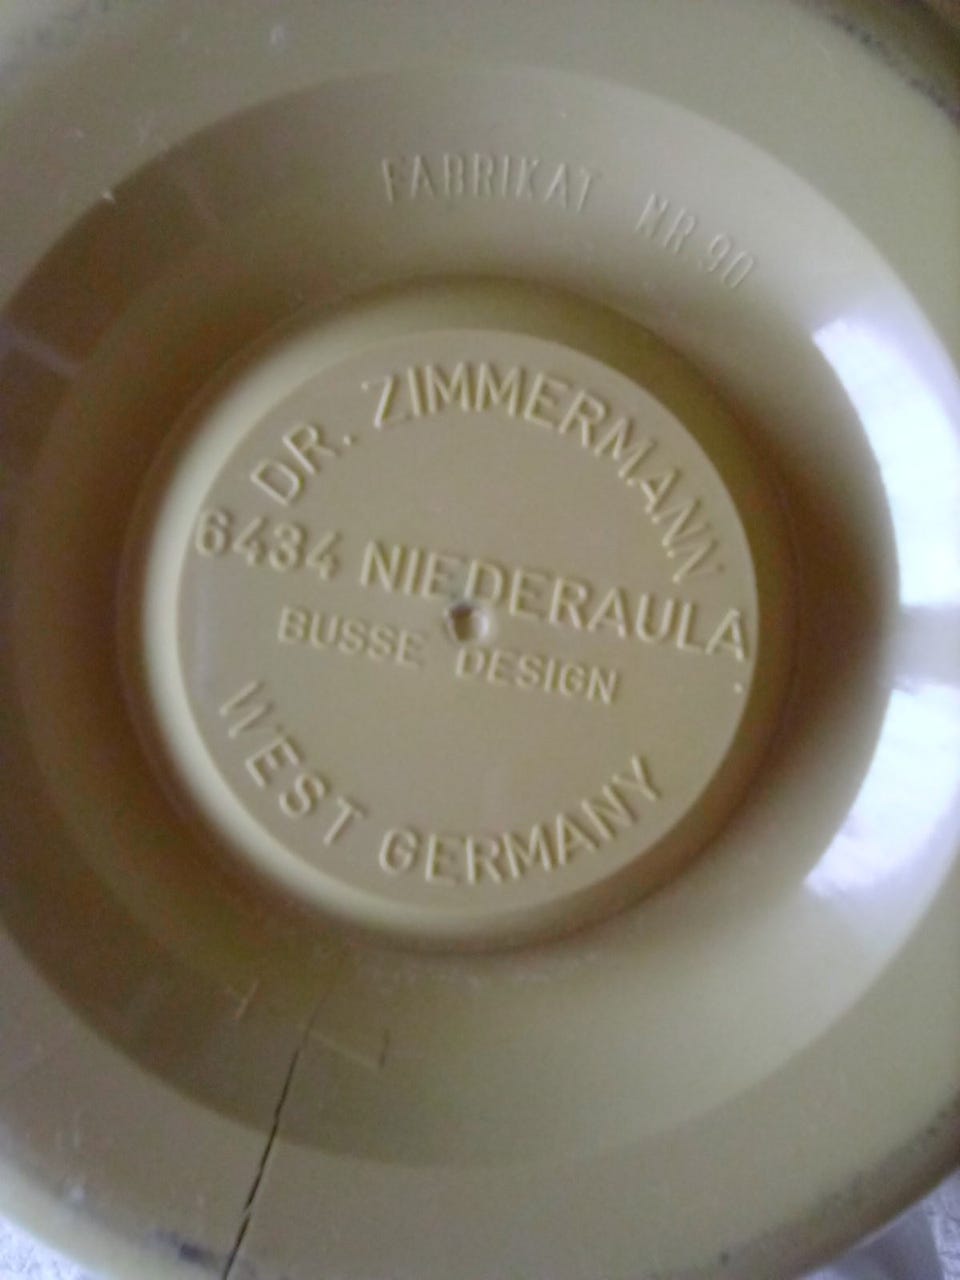 FABRIKAT NR 90
DR. ZIMMERMANN
6434 NIEDERAULA
BUSSE DESIGN
WEST GERMANY